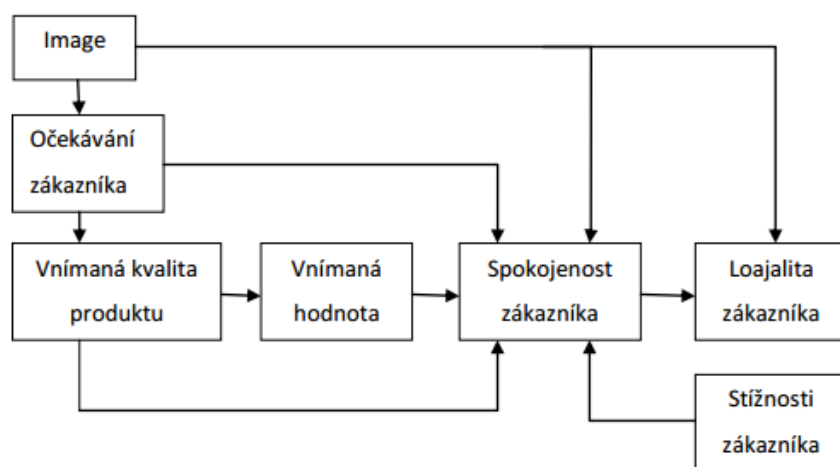 Image
Očekávání
zákazníka
Vnímaná kvalita
produktu
Vnímaná
hodnota
Spokojenost
zákazníka
Loajalita
zákazníka
Stížnosti
zákazníka